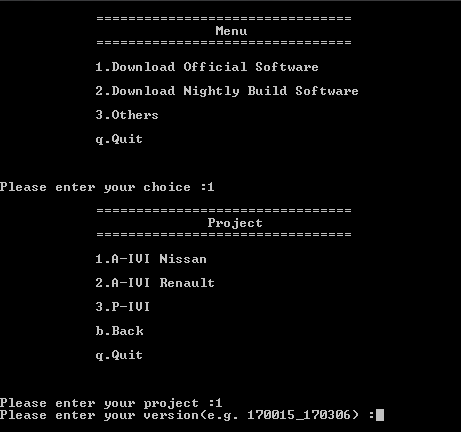 ================================
Menu
================================
1.Download Official Software
2.Download Nightly Build Software
3.Others
q.Quit
Please enter your choice :1
================================
Project
================================
1.A-IVI Nissan
2.A-IVI Renault
3.P-IVI
b.Back
q.Quit
Please enter your project :1
Please enter your version(e.g. 170015_170306) :